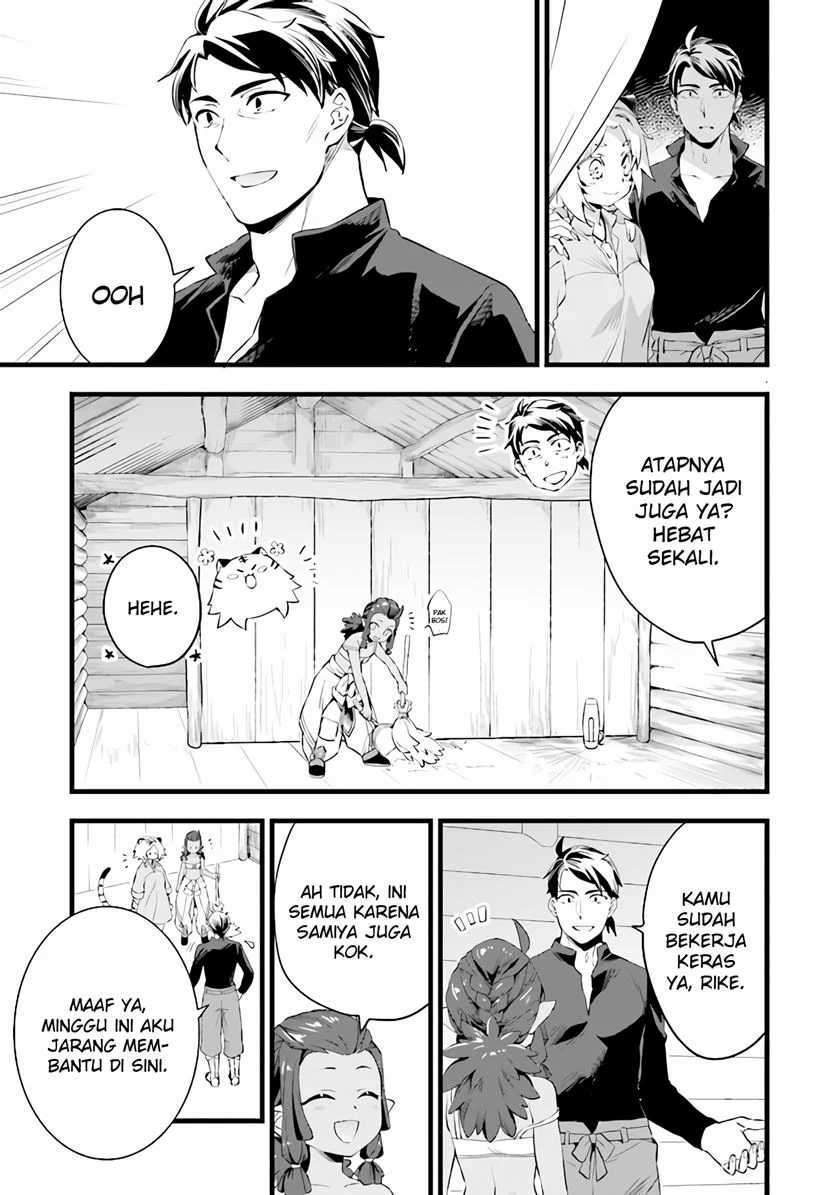 OOH
ATAPNYA
SUDAH JADI
JUGA YA?
HEBAT
SEKALI.
PAK
BOS!
HEHE.
KAMU
SUDAH
BEKERJA
KERAS
YA, RIKE.
AH TIDAK, INI
SEMUA KARENA
SAMIYA JUGA
KOK.
MAAF YA,
MINGGU INI AKU
JARANG MEM-
BANTU DI SINI.